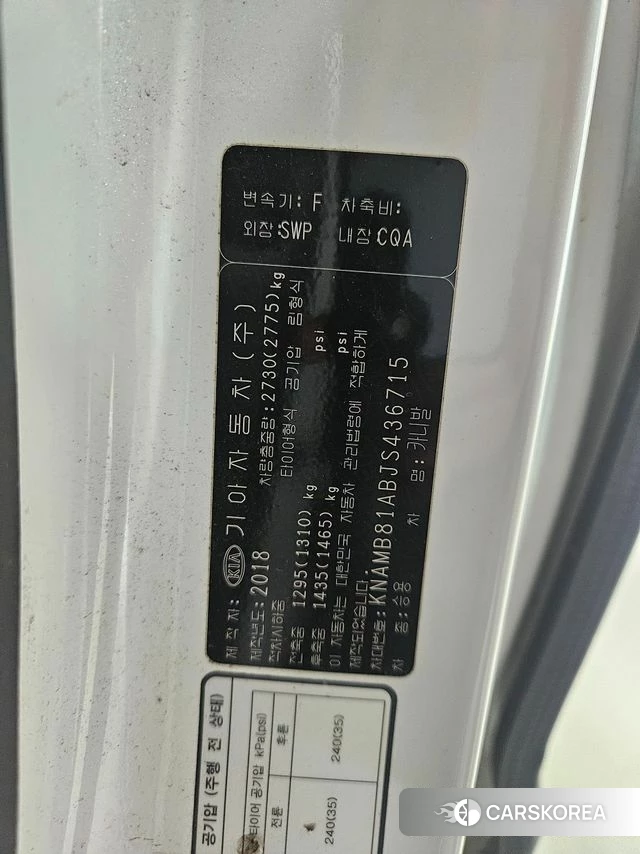 변속기: F 차축비:
외장:SWP 내장:CQA
제 작 자: KIA 기아자동차(주)
제작년도: 2018 차량총중량: 2730(2775)kg
적차시하중 타이어형식 공기압 림형식
전축중 1295(1310) kg psi
후축중 1435(1465) kg psi
이 자동차는 대한민국 자동차 관리법령에 적합하게
제작되었습니다.
차대번호: KNAMB81ABJS436715
차 종: 승용 차 명: 카니발
공기압 (주행 전 상태)
타이어 공기압 kPa(psi)
전륜 후륜
240(35) 240(35)
CARSKOREA